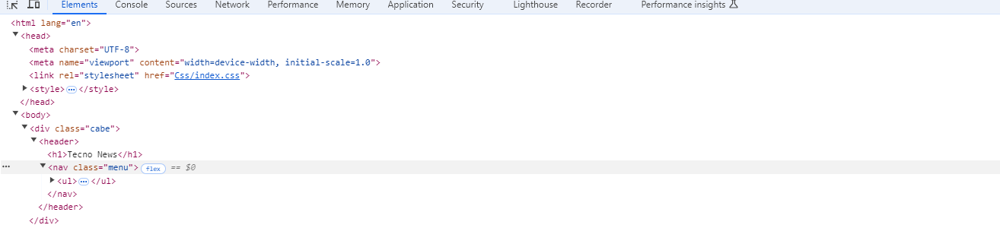 Elements Console Sources Network Performance Memory Application Security Lighthouse Recorder Performance insights
<html lang="en">
<head>
<meta charset="UTF-8">
<meta name="viewport" content="width=device-width, initial-scale=1.0">
<link rel="stylesheet" href="Css/index.css">
<style>…</style>
</head>
<body>
<div class="cabe">
<header>
<h1>Tecno News</h1>
… <nav class="menu"> flex == $0
<ul>…</ul>
</nav>
</header>
</div>